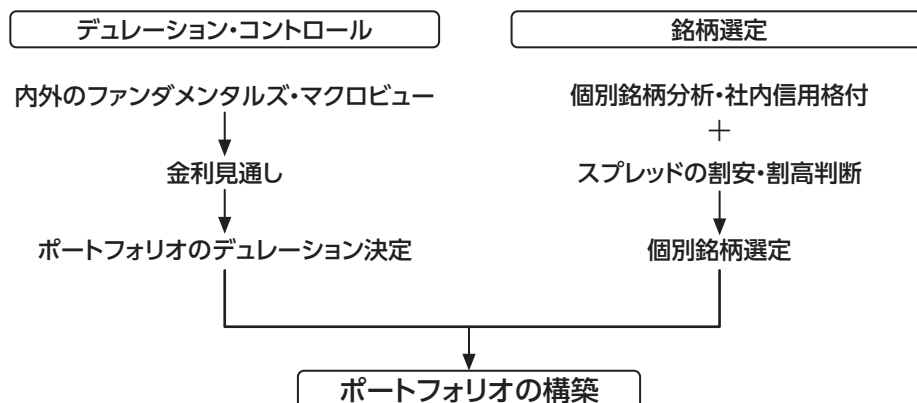 デュレーション・コントロール
内外のファンダメンタルズ・マクロビュー
金利見通し
ポートフォリオのデュレーション決定
銘柄選定
個別銘柄分析・社内信用格付
＋
スプレッドの割安・割高判断
個別銘柄選定
ポートフォリオの構築